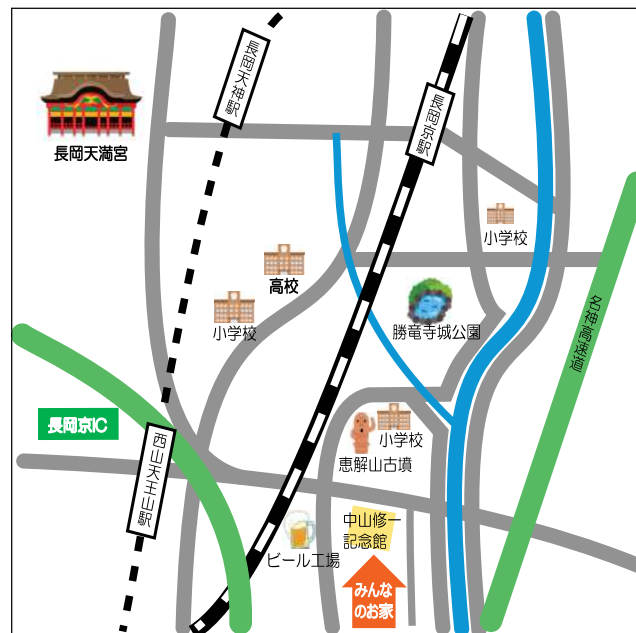 長岡天神駅
長岡京駅
長岡天満宮
小学校
高校
小学校
勝竜寺城公園
名神高速道
長岡京IC
小学校
恵解山古墳
西山天王山駅
中山修一
記念館
ビール工場
みんな
のお家